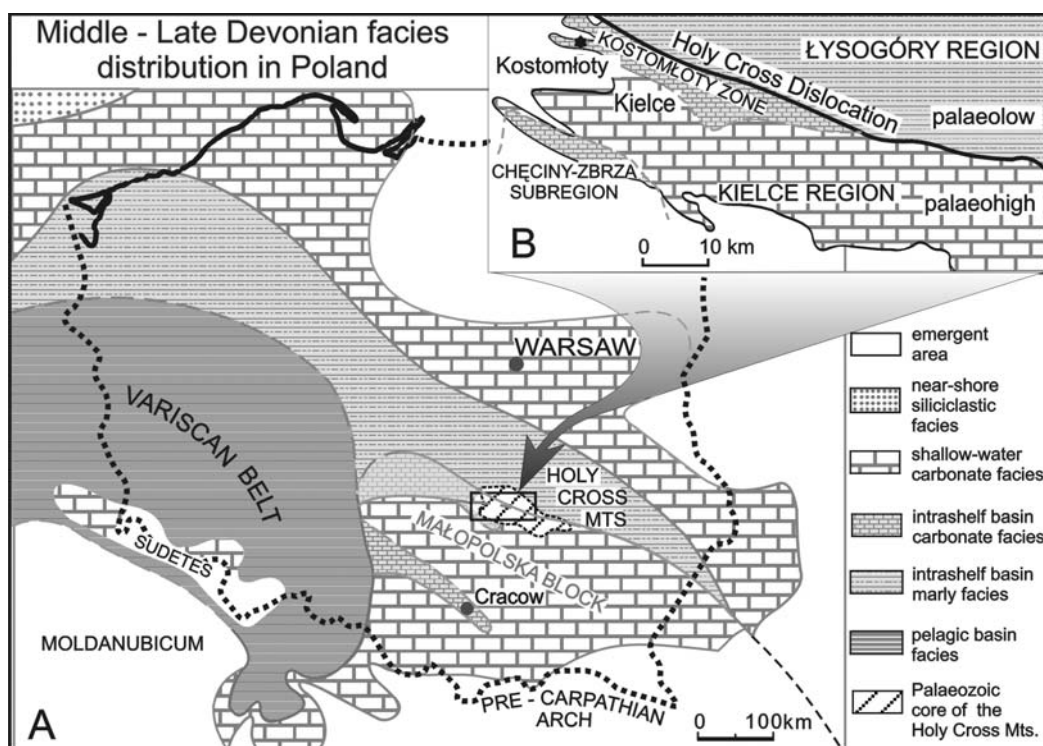 Middle - Late Devonian facies
distribution in Poland
B
Kostomłoty
KOSTOMŁOTY ZONE
Holy Cross Dislocation
ŁYSOGÓRY REGION
palaeolow
Kielce
CHĘCINY-ZBRZA
SUBREGION
KIELCE REGION
palaeohigh
0 10 km
WARSAW
VARISCAN BELT
HOLY
CROSS
MTS
MAŁOPOLSKA BLOCK
Cracow
SUDETES
MOLDANUBICUM
PRE - CARPATHIAN
ARCH
A
0 100km
emergent
area
near-shore
siliciclastic
facies
shallow-water
carbonate facies
intrashelf basin
carbonate facies
intrashelf basin
marly facies
pelagic basin
facies
Palaeozoic
core of the
Holy Cross Mts.